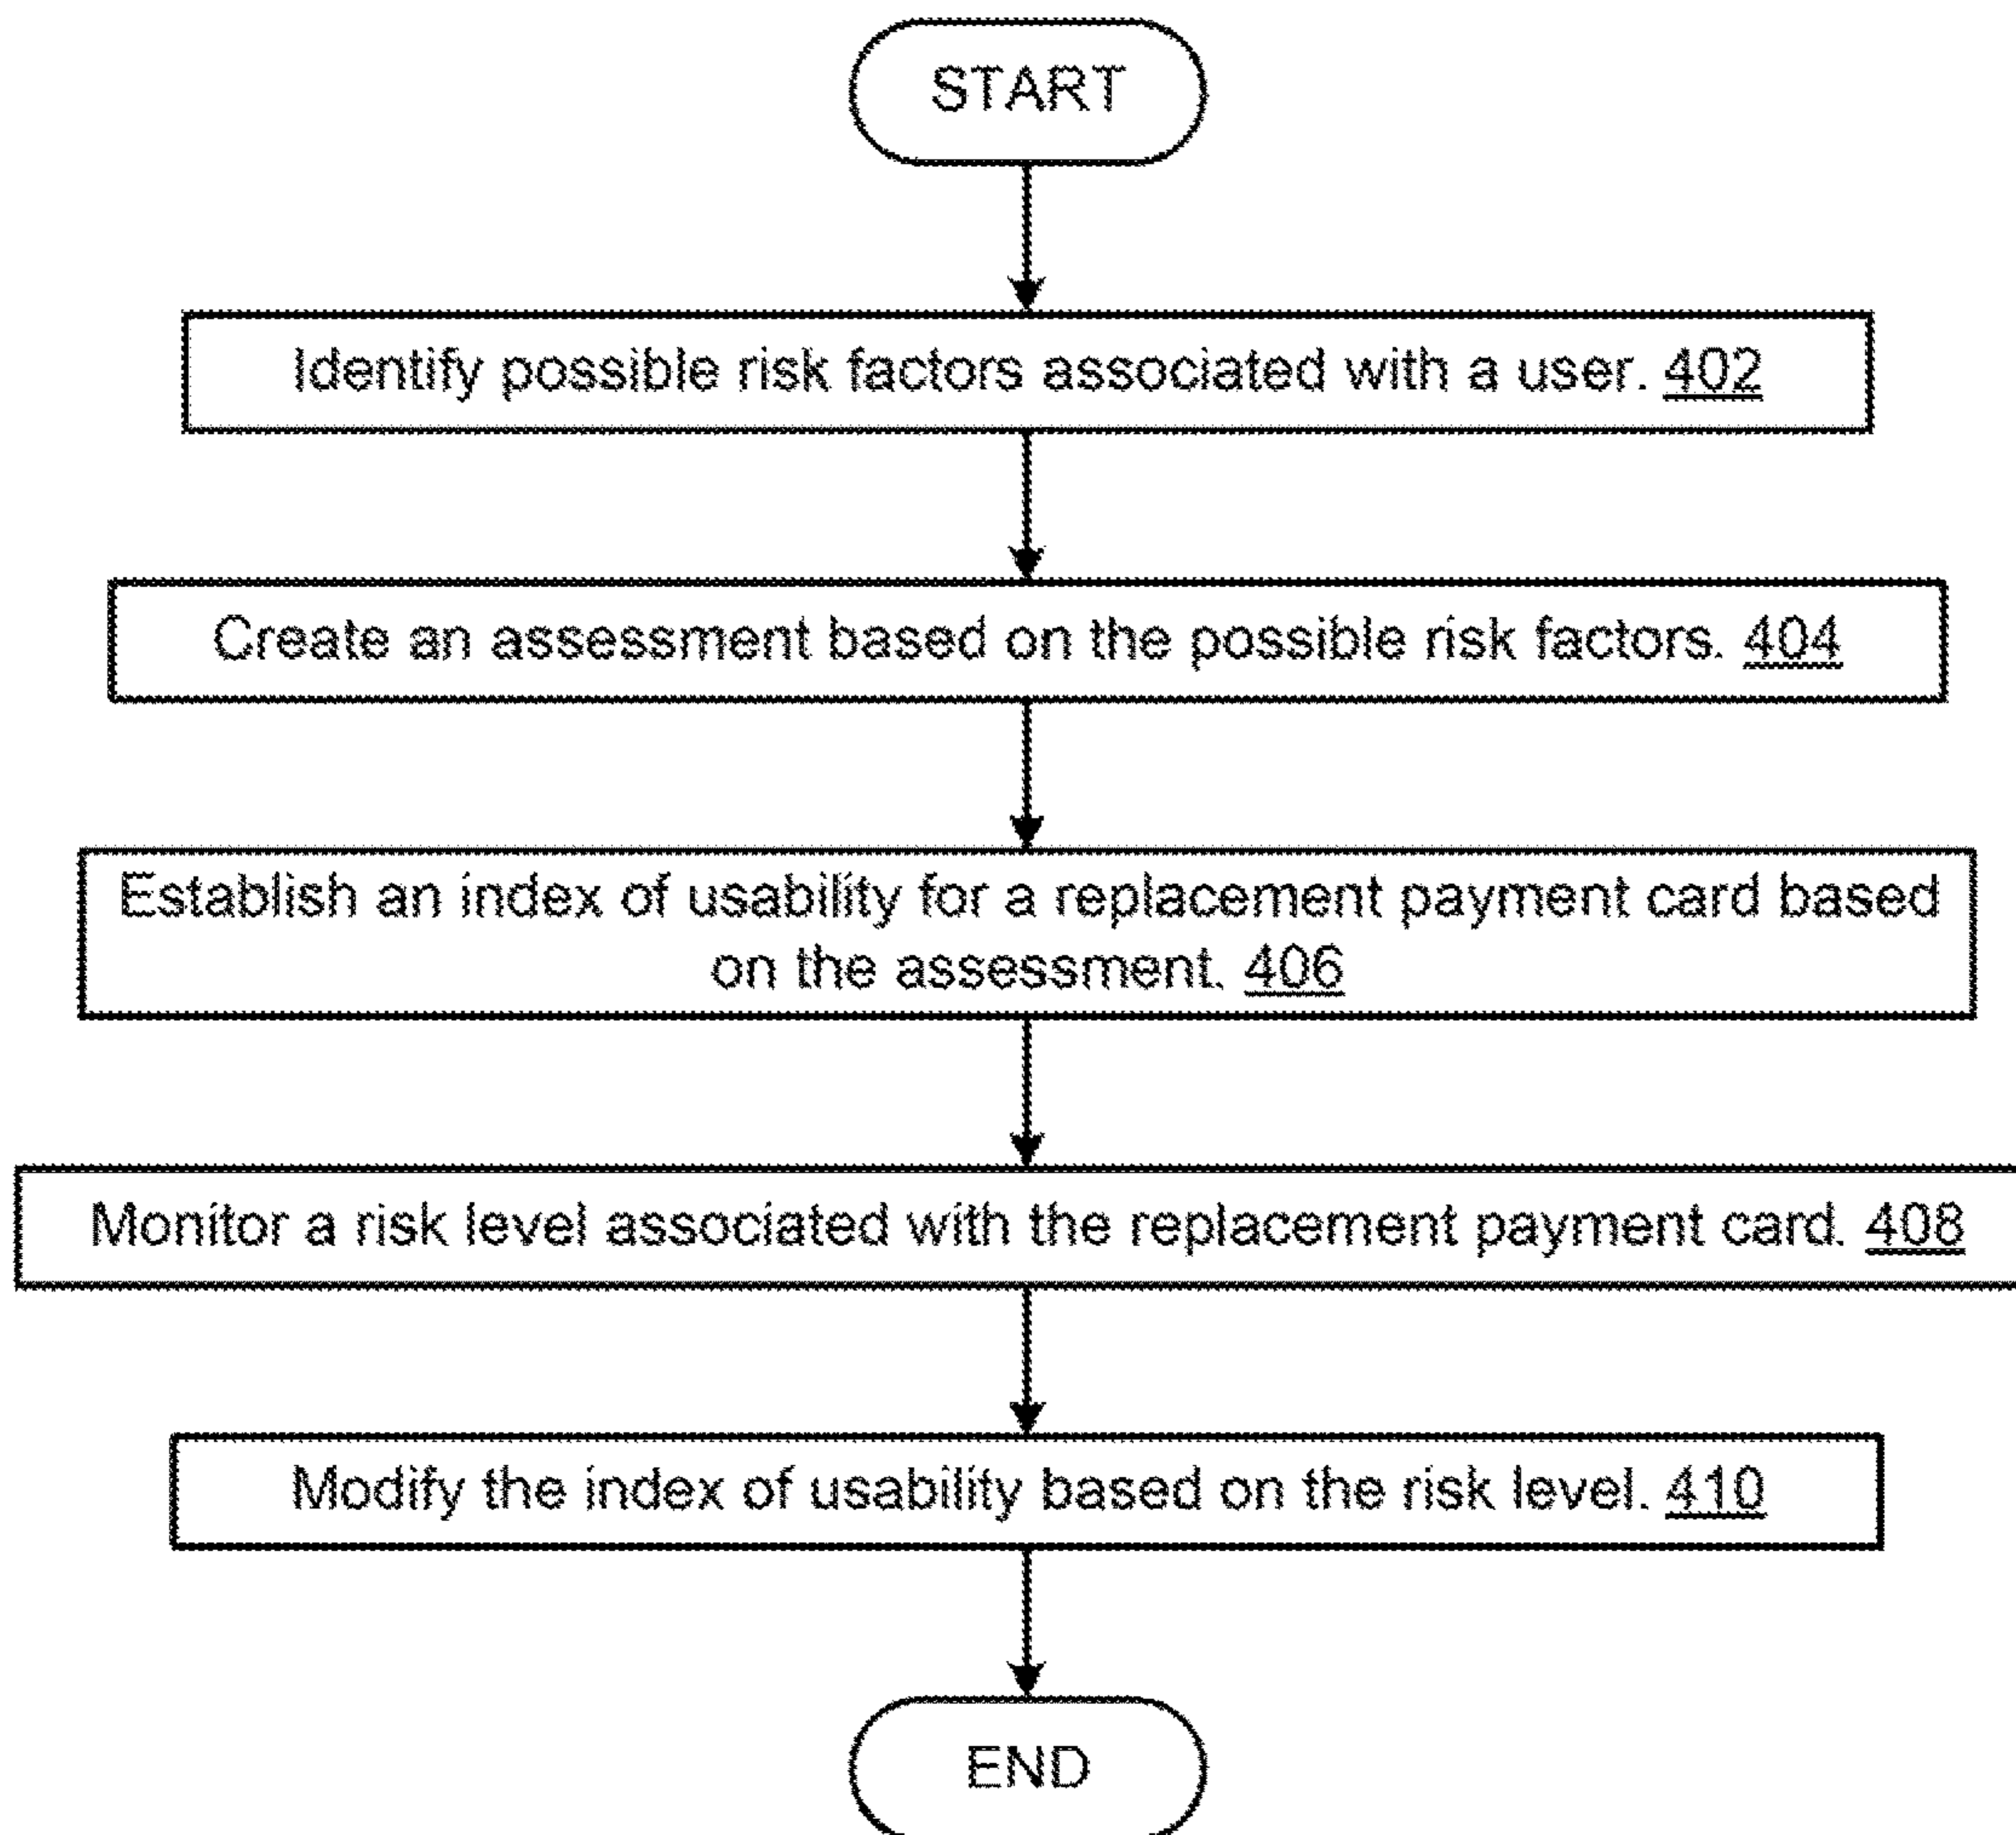 START
Identify possible risk factors associated with a user. 402
Create an assessment based on the possible risk factors. 404
Establish an index of usability for a replacement payment card based
on the assessment. 406
Monitor a risk level associated with the replacement payment card. 408
Modify the index of usability based on the risk level. 410
END